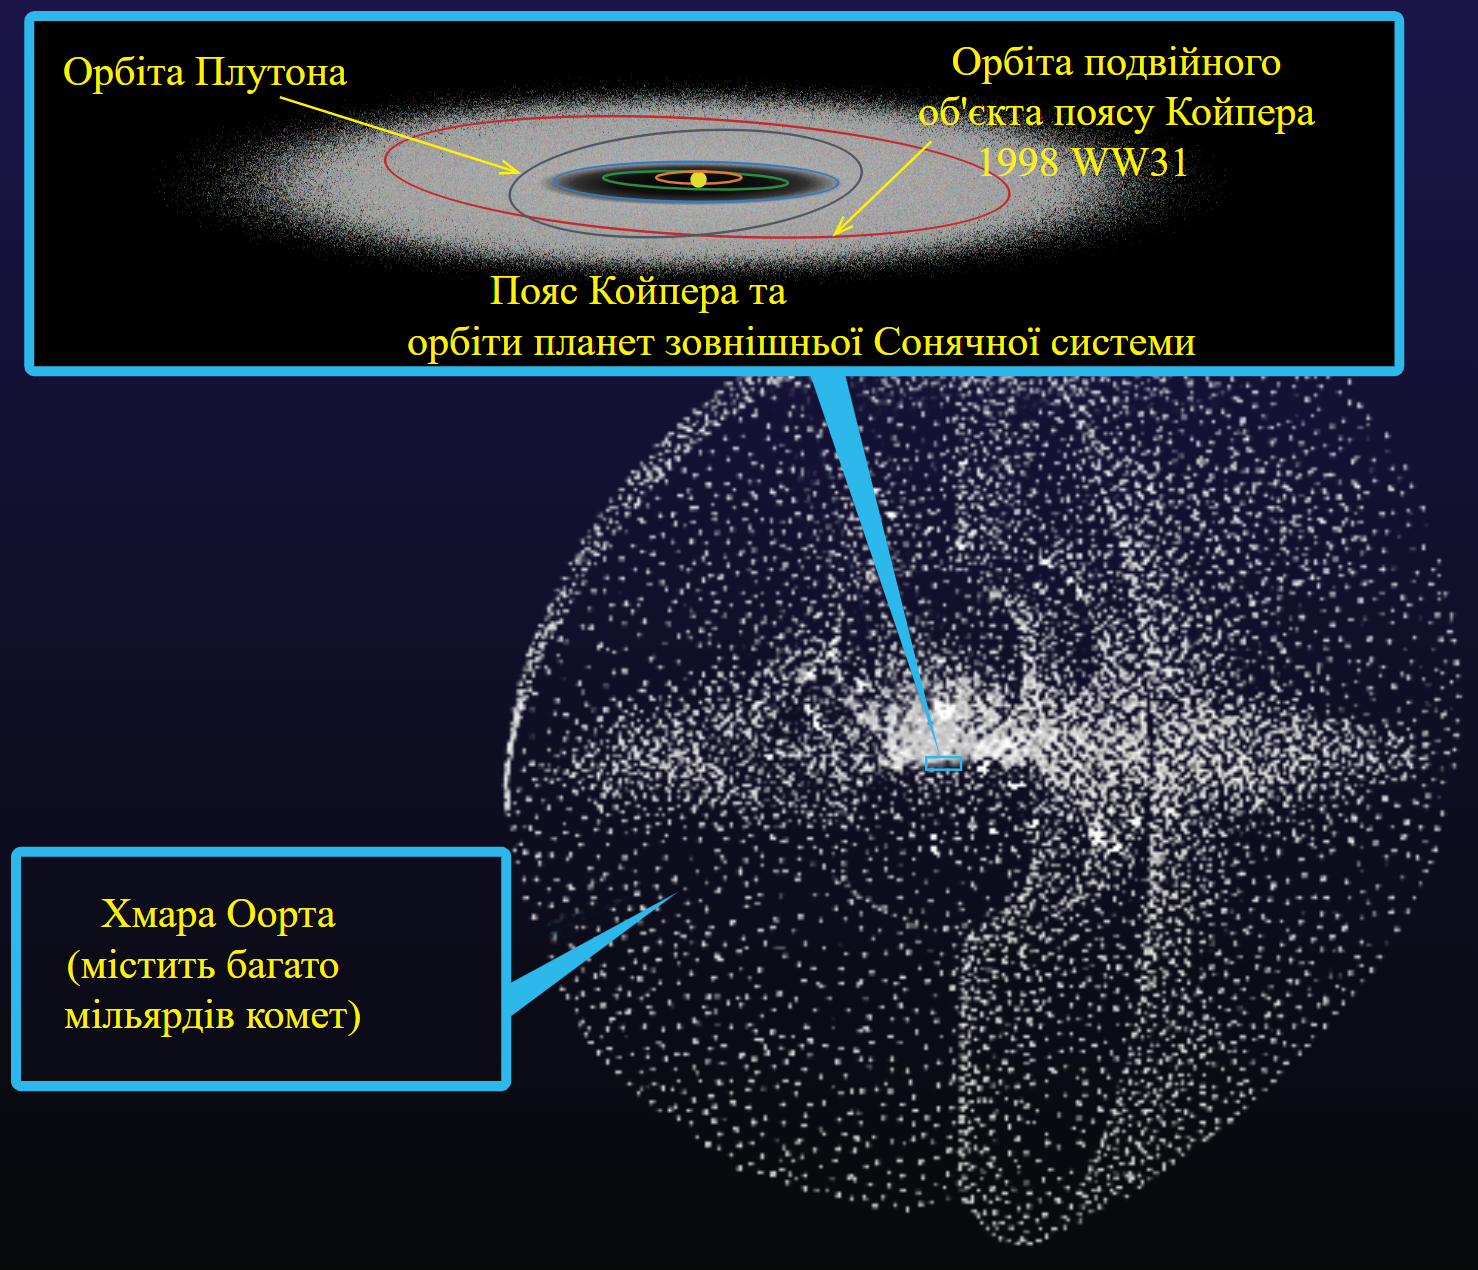 Орбіта Плутона
Орбіта подвійного
об'єкта поясу Койпера
1998 WW31
Пояс Койпера та
орбіти планет зовнішньої Сонячної системи
Хмара Оорта
(містить багато
мільярдів комет)